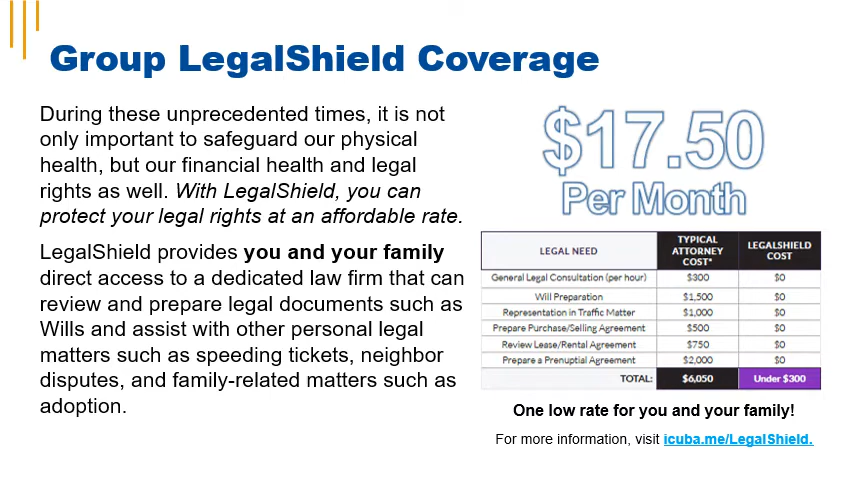 Group LegalShield Coverage
During these unprecedented times, it is not
only important to safeguard our physical
health, but our financial health and legal
rights as well. With LegalShield, you can
protect your legal rights at an affordable rate.
LegalShield provides you and your family
direct access to a dedicated law firm that can
review and prepare legal documents such as
Wills and assist with other personal legal
matters such as speeding tickets, neighbor
disputes, and family-related matters such as
adoption.
$17.50
Per Month
LEGAL NEED TYPICAL ATTORNEY COST* LEGALSHIELD COST
General Legal Consultation (per hour) $300 $0
Will Preparation $1,500 $0
Representation in Traffic Matter $1,000 $0
Prepare Purchase/Selling Agreement $500 $0
Review Lease/Rental Agreement $750 $0
Prepare a Prenuptial Agreement $2,000 $0
TOTAL: $6,050 Under $300
One low rate for you and your family!
For more information, visit icuba.me/LegalShield.